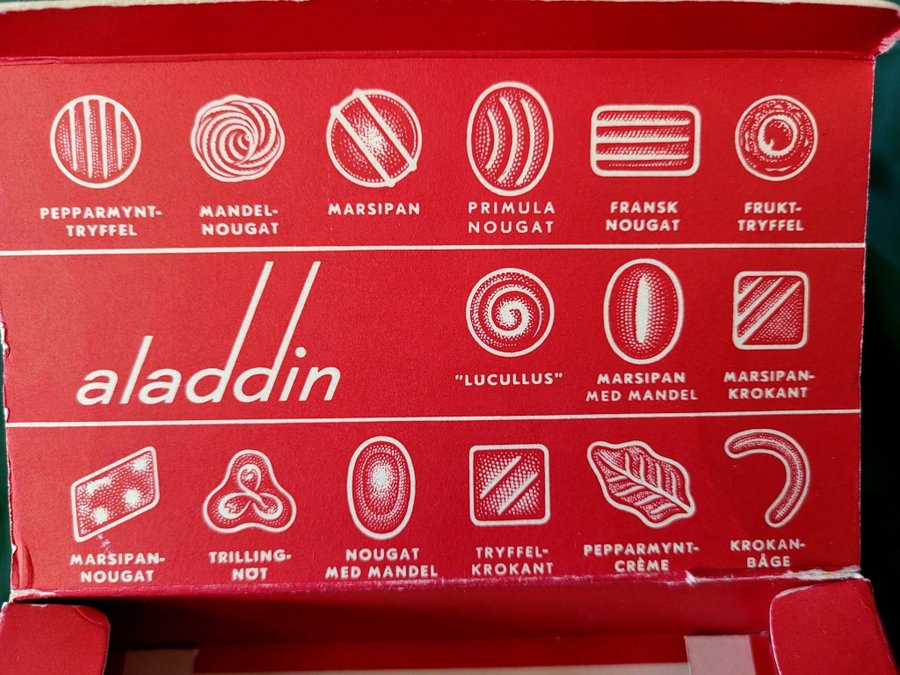 PEPPARMYNT-
TRYFFEL
MANDEL-
NOUGAT
MARSIPAN
PRIMULA
NOUGAT
FRANSK
NOUGAT
FRUKT-
TRYFFEL
aladdin
"LUCULLUS"
MARSIPAN
MED MANDEL
MARSIPAN-
KROKANT
MARSIPAN-
NOUGAT
TRILLING-
NÖT
NOUGAT
MED MANDEL
TRYFFEL-
KROKANT
PEPPARMYNT-
CRÈME
KROKAN-
BÅGE